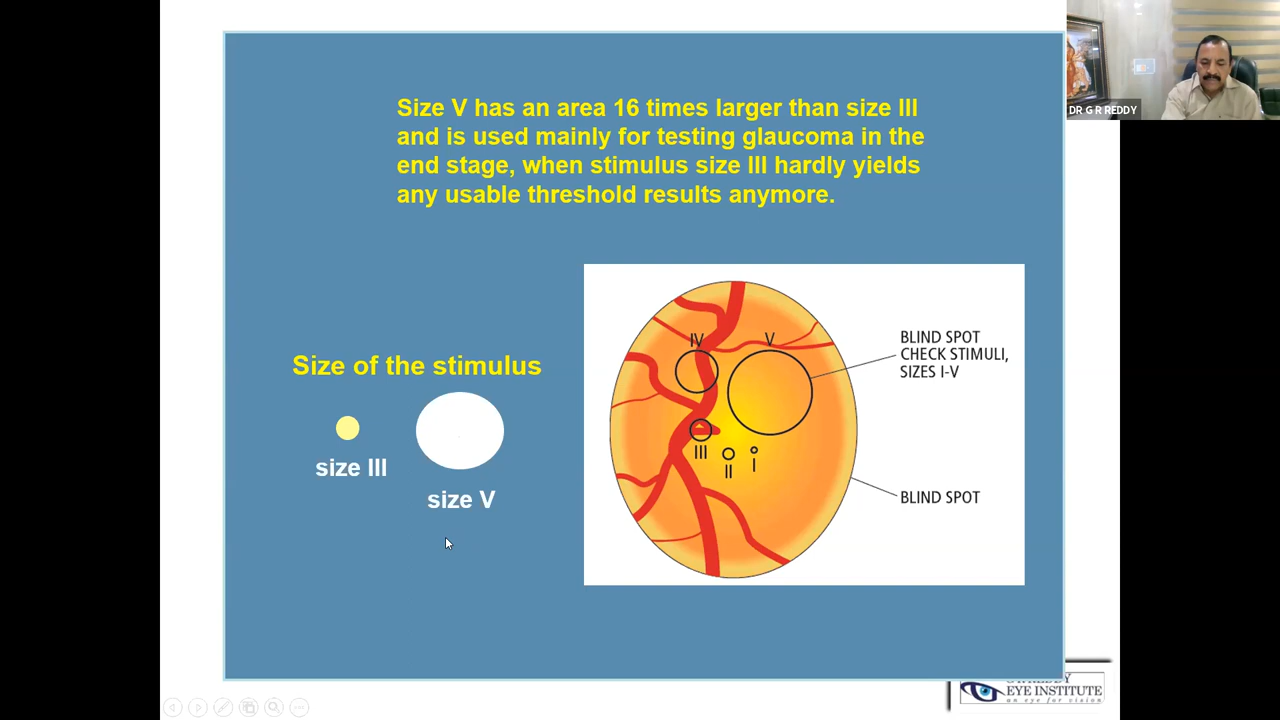 Size V has an area 16 times larger than size III
and is used mainly for testing glaucoma in the
end stage, when stimulus size III hardly yields
any usable threshold results anymore.
DR G R REDDY
Size of the stimulus
size III
size V
IV
V
III
II
I
BLIND SPOT
CHECK STIMULI,
SIZES I-V
BLIND SPOT
REDDY
EYE INSTITUTE
an eye for vision